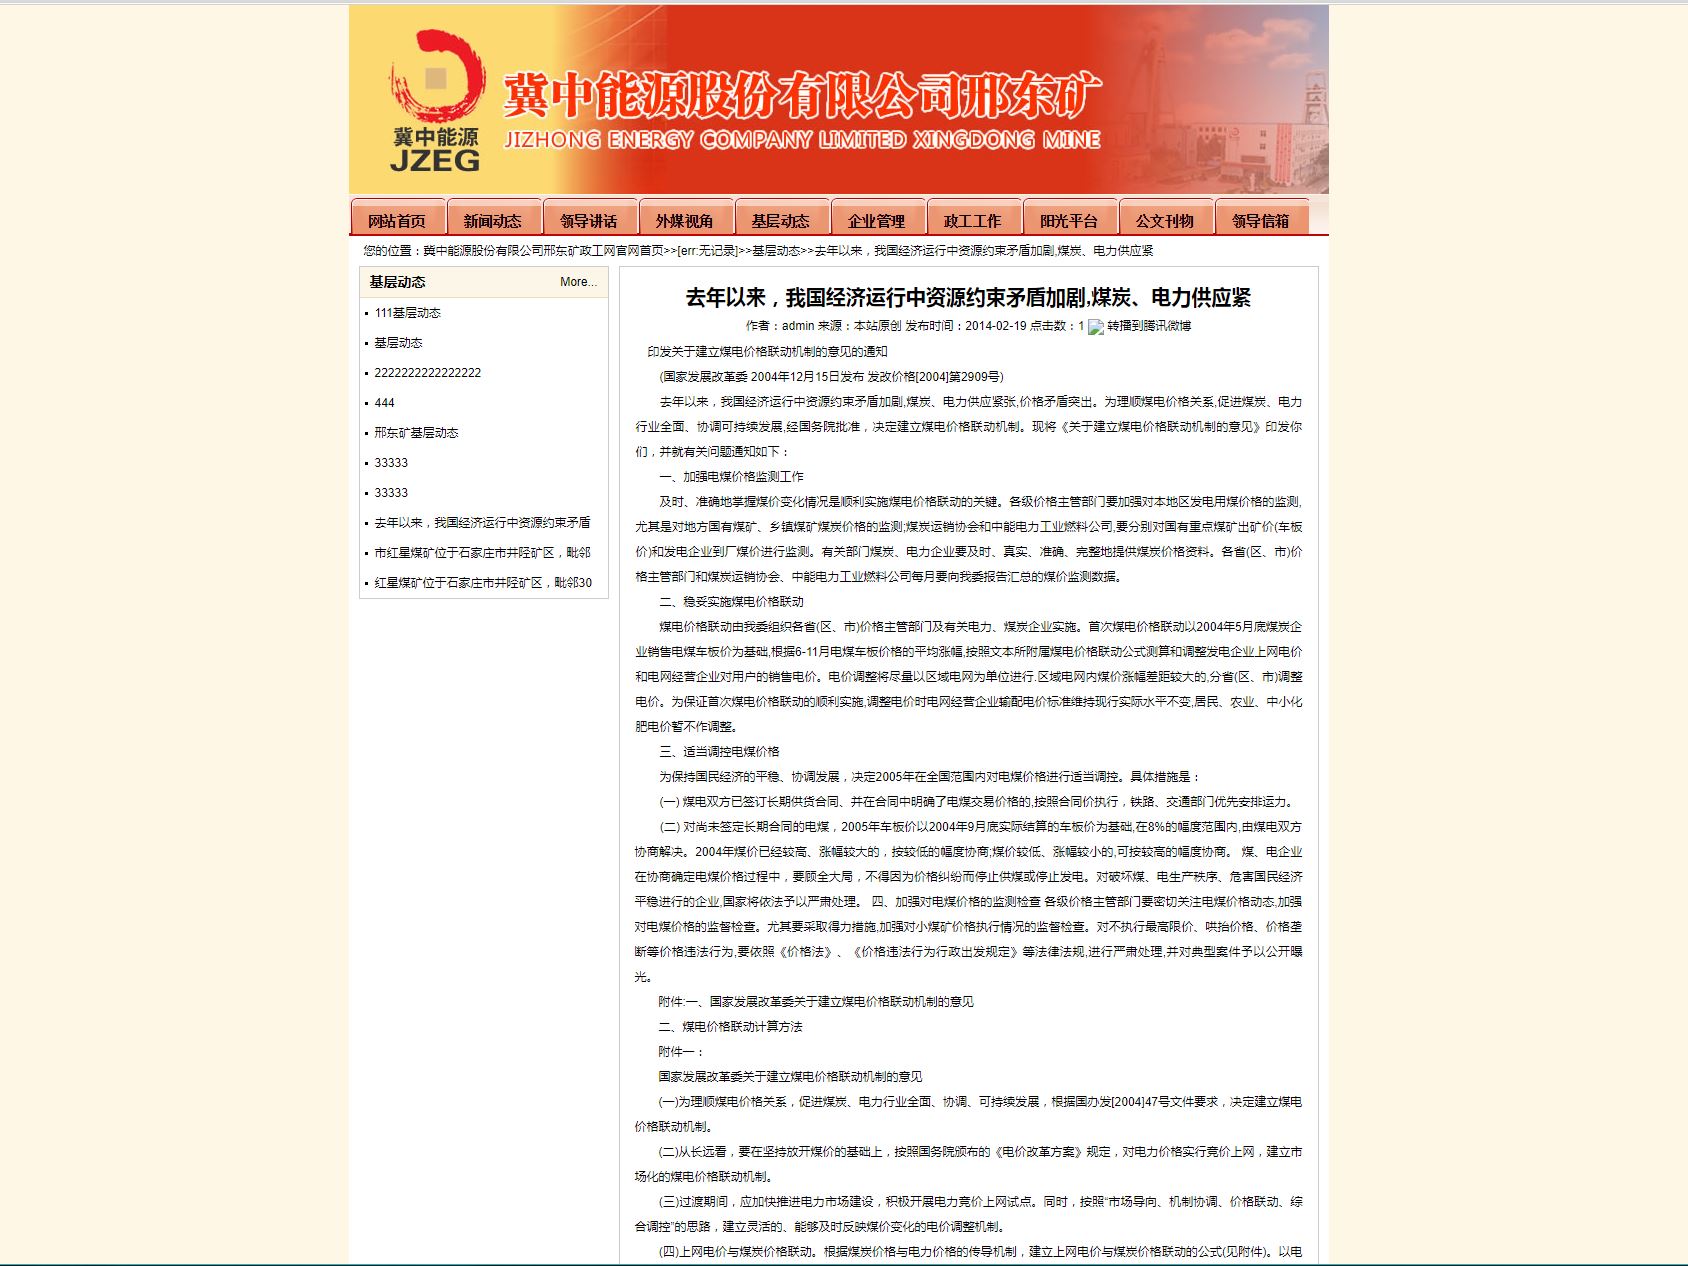 冀中能源
JZEG
冀中能源股份有限公司邢东矿
JIZHONG ENERGY COMPANY LIMITED XINGDONG MINE
网站首页 新闻动态 领导讲话 外媒视角 基层动态 企业管理 政工工作 阳光平台 公文刊物 领导信箱
您的位置：冀中能源股份有限公司邢东矿政工网官网首页>>[err:无记录]>>基层动态>>去年以来，我国经济运行中资源约束矛盾加剧,煤炭、电力供应紧
基层动态 More...
111基层动态
基层动态
2222222222222222
444
邢东矿基层动态
33333
33333
去年以来，我国经济运行中资源约束矛盾
市红星煤矿位于石家庄市井陉矿区，毗邻
红星煤矿位于石家庄市井陉矿区，毗邻30
去年以来，我国经济运行中资源约束矛盾加剧,煤炭、电力供应紧
作者：admin 来源：本站原创 发布时间：2014-02-19 点击数：1 转播到腾讯微博
印发关于建立煤电价格联动机制的意见的通知
(国家发展改革委 2004年12月15日发布 发改价格[2004]第2909号)
去年以来，我国经济运行中资源约束矛盾加剧,煤炭、电力供应紧张,价格矛盾突出。为理顺煤电价格关系,促进煤炭、电力
行业全面、协调可持续发展,经国务院批准，决定建立煤电价格联动机制。现将《关于建立煤电价格联动机制的意见》印发你
们，并就有关问题通知如下：
一、加强电煤价格监测工作
及时、准确地掌握煤价变化情况是顺利实施煤电价格联动的关键。各级价格主管部门要加强对本地区发电用煤价格的监测,
尤其是对地方国有煤矿、乡镇煤矿煤炭价格的监测;煤炭运销协会和中能电力工业燃料公司,要分别对国有重点煤矿出矿价(车板
价)和发电企业到厂煤价进行监测。有关部门煤炭、电力企业要及时、真实、准确、完整地提供煤炭价格资料。各省(区、市)价
格主管部门和煤炭运销协会、中能电力工业燃料公司每月要向我委报告汇总的煤价监测数据。
二、稳妥实施煤电价格联动
煤电价格联动由我委组织各省(区、市)价格主管部门及有关电力、煤炭企业实施。首次煤电价格联动以2004年5月底煤炭企
业销售电煤车板价为基础,根据6-11月电煤车板价格的平均涨幅,按照文本所附属煤电价格联动公式测算和调整发电企业上网电价
和电网经营企业对用户的销售电价。电价调整将尽量以区域电网为单位进行.区域电网内煤价涨幅差距较大的,分省(区、市)调整
电价。为保证首次煤电价格联动的顺利实施,调整电价时电网经营企业输配电价标准维持现行实际水平不变,居民、农业、中小化
肥电价暂不作调整。
三、适当调控电煤价格
为保持国民经济的平稳、协调发展，决定2005年在全国范围内对电煤价格进行适当调控。具体措施是：
(一) 煤电双方已签订长期供货合同、并在合同中明确了电煤交易价格的,按照合同价执行，铁路、交通部门优先安排运力。
(二) 对尚未签定长期合同的电煤，2005年车板价以2004年9月底实际结算的车板价为基础,在8%的幅度范围内,由煤电双方
协商解决。2004年煤价已经较高、涨幅较大的，按较低的幅度协商;煤价较低、涨幅较小的,可按较高的幅度协商。 煤、电企业
在协商确定电煤价格过程中，要顾全大局，不得因为价格纠纷而停止供煤或停止发电。对破坏煤、电生产秩序、危害国民经济
平稳进行的企业,国家将依法予以严肃处理。 四、加强对电煤价格的监测检查 各级价格主管部门要密切关注电煤价格动态,加强
对电煤价格的监督检查。尤其要采取得力措施,加强对小煤矿价格执行情况的监督检查。对不执行最高限价、哄抬价格、价格垄
断等价格违法行为,要依照《价格法》、《价格违法行为行政出发规定》等法律法规,进行严肃处理,并对典型案件予以公开曝
光。
附件:一、国家发展改革委关于建立煤电价格联动机制的意见
二、煤电价格联动计算方法
附件一：
国家发展改革委关于建立煤电价格联动机制的意见
(一)为理顺煤电价格关系，促进煤炭、电力行业全面、协调、可持续发展，根据国办发[2004]47号文件要求，决定建立煤电
价格联动机制。
(二)从长远看，要在坚持放开煤价的基础上，按照国务院颁布的《电价改革方案》规定，对电力价格实行竞价上网，建立市
场化的煤电价格联动机制。
(三)过渡期间，应加快推进电力市场建设，积极开展电力竞价上网试点。同时，按照“市场导向、机制协调、价格联动、综
合调控”的思路，建立灵活的、能够及时反映煤价变化的电价调整机制。
(四)上网电价与煤炭价格联动。根据煤炭价格与电力价格的传导机制，建立上网电价与煤炭价格联动的公式(见附件)。以电